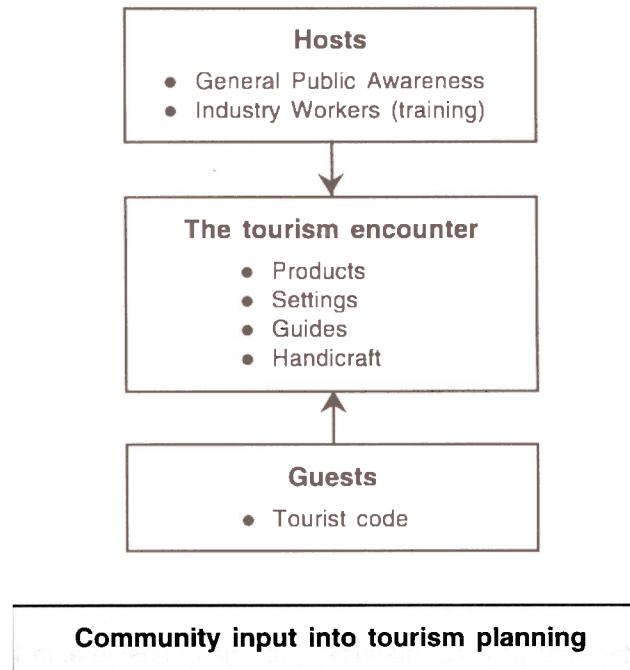 Hosts
● General Public Awareness
● Industry Workers (training)
The tourism encounter
● Products
● Settings
● Guides
● Handicraft
Guests
● Tourist code
Community input into tourism planning